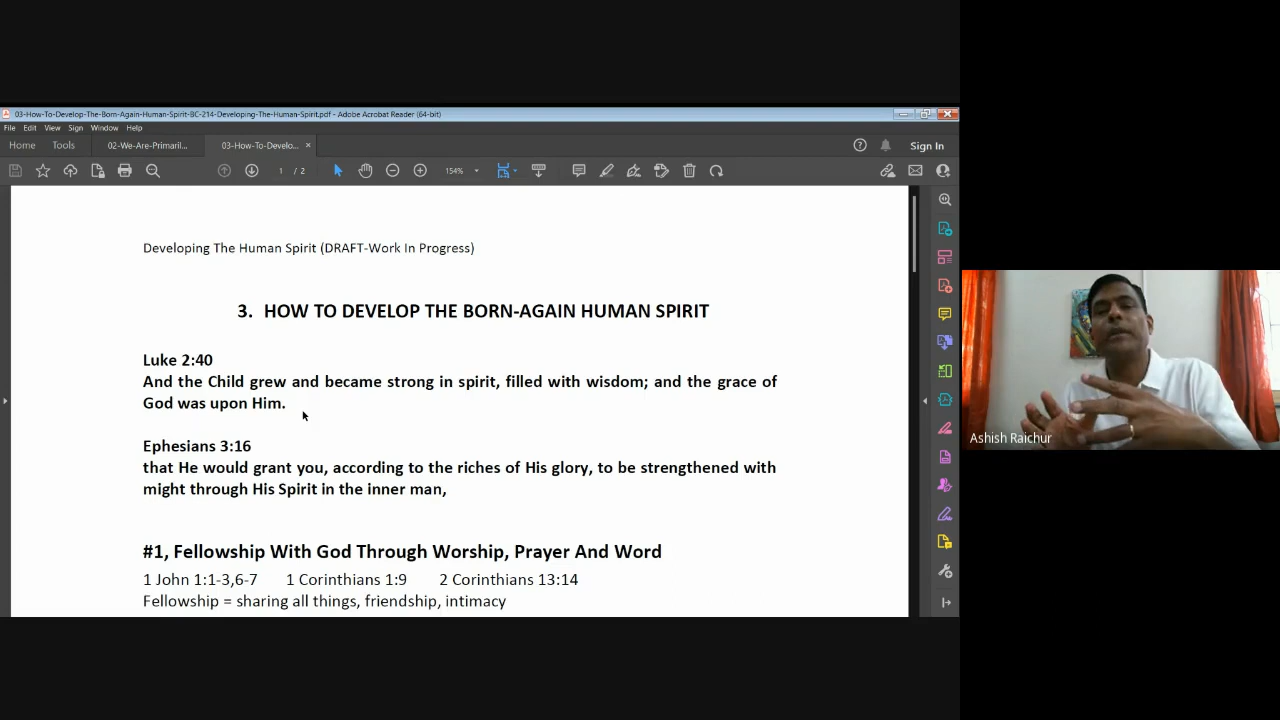 03-How-To-Develop-The-Born-Again-Human-Spirit-BC-214-Developing-The-Human-Spirit.pdf - Adobe Acrobat Reader (64-bit)
File Edit View Sign Window Help
Home Tools 02-We-Are-Primaril... 03-How-To-Develo... × Sign In
1 / 2 154%
Developing The Human Spirit (DRAFT-Work In Progress)
3. HOW TO DEVELOP THE BORN-AGAIN HUMAN SPIRIT
Luke 2:40
And the Child grew and became strong in spirit, filled with wisdom; and the grace of
God was upon Him.
Ephesians 3:16
that He would grant you, according to the riches of His glory, to be strengthened with
might through His Spirit in the inner man,
#1, Fellowship With God Through Worship, Prayer And Word
1 John 1:1-3,6-7 1 Corinthians 1:9 2 Corinthians 13:14
Fellowship = sharing all things, friendship, intimacy
Ashish Raichur